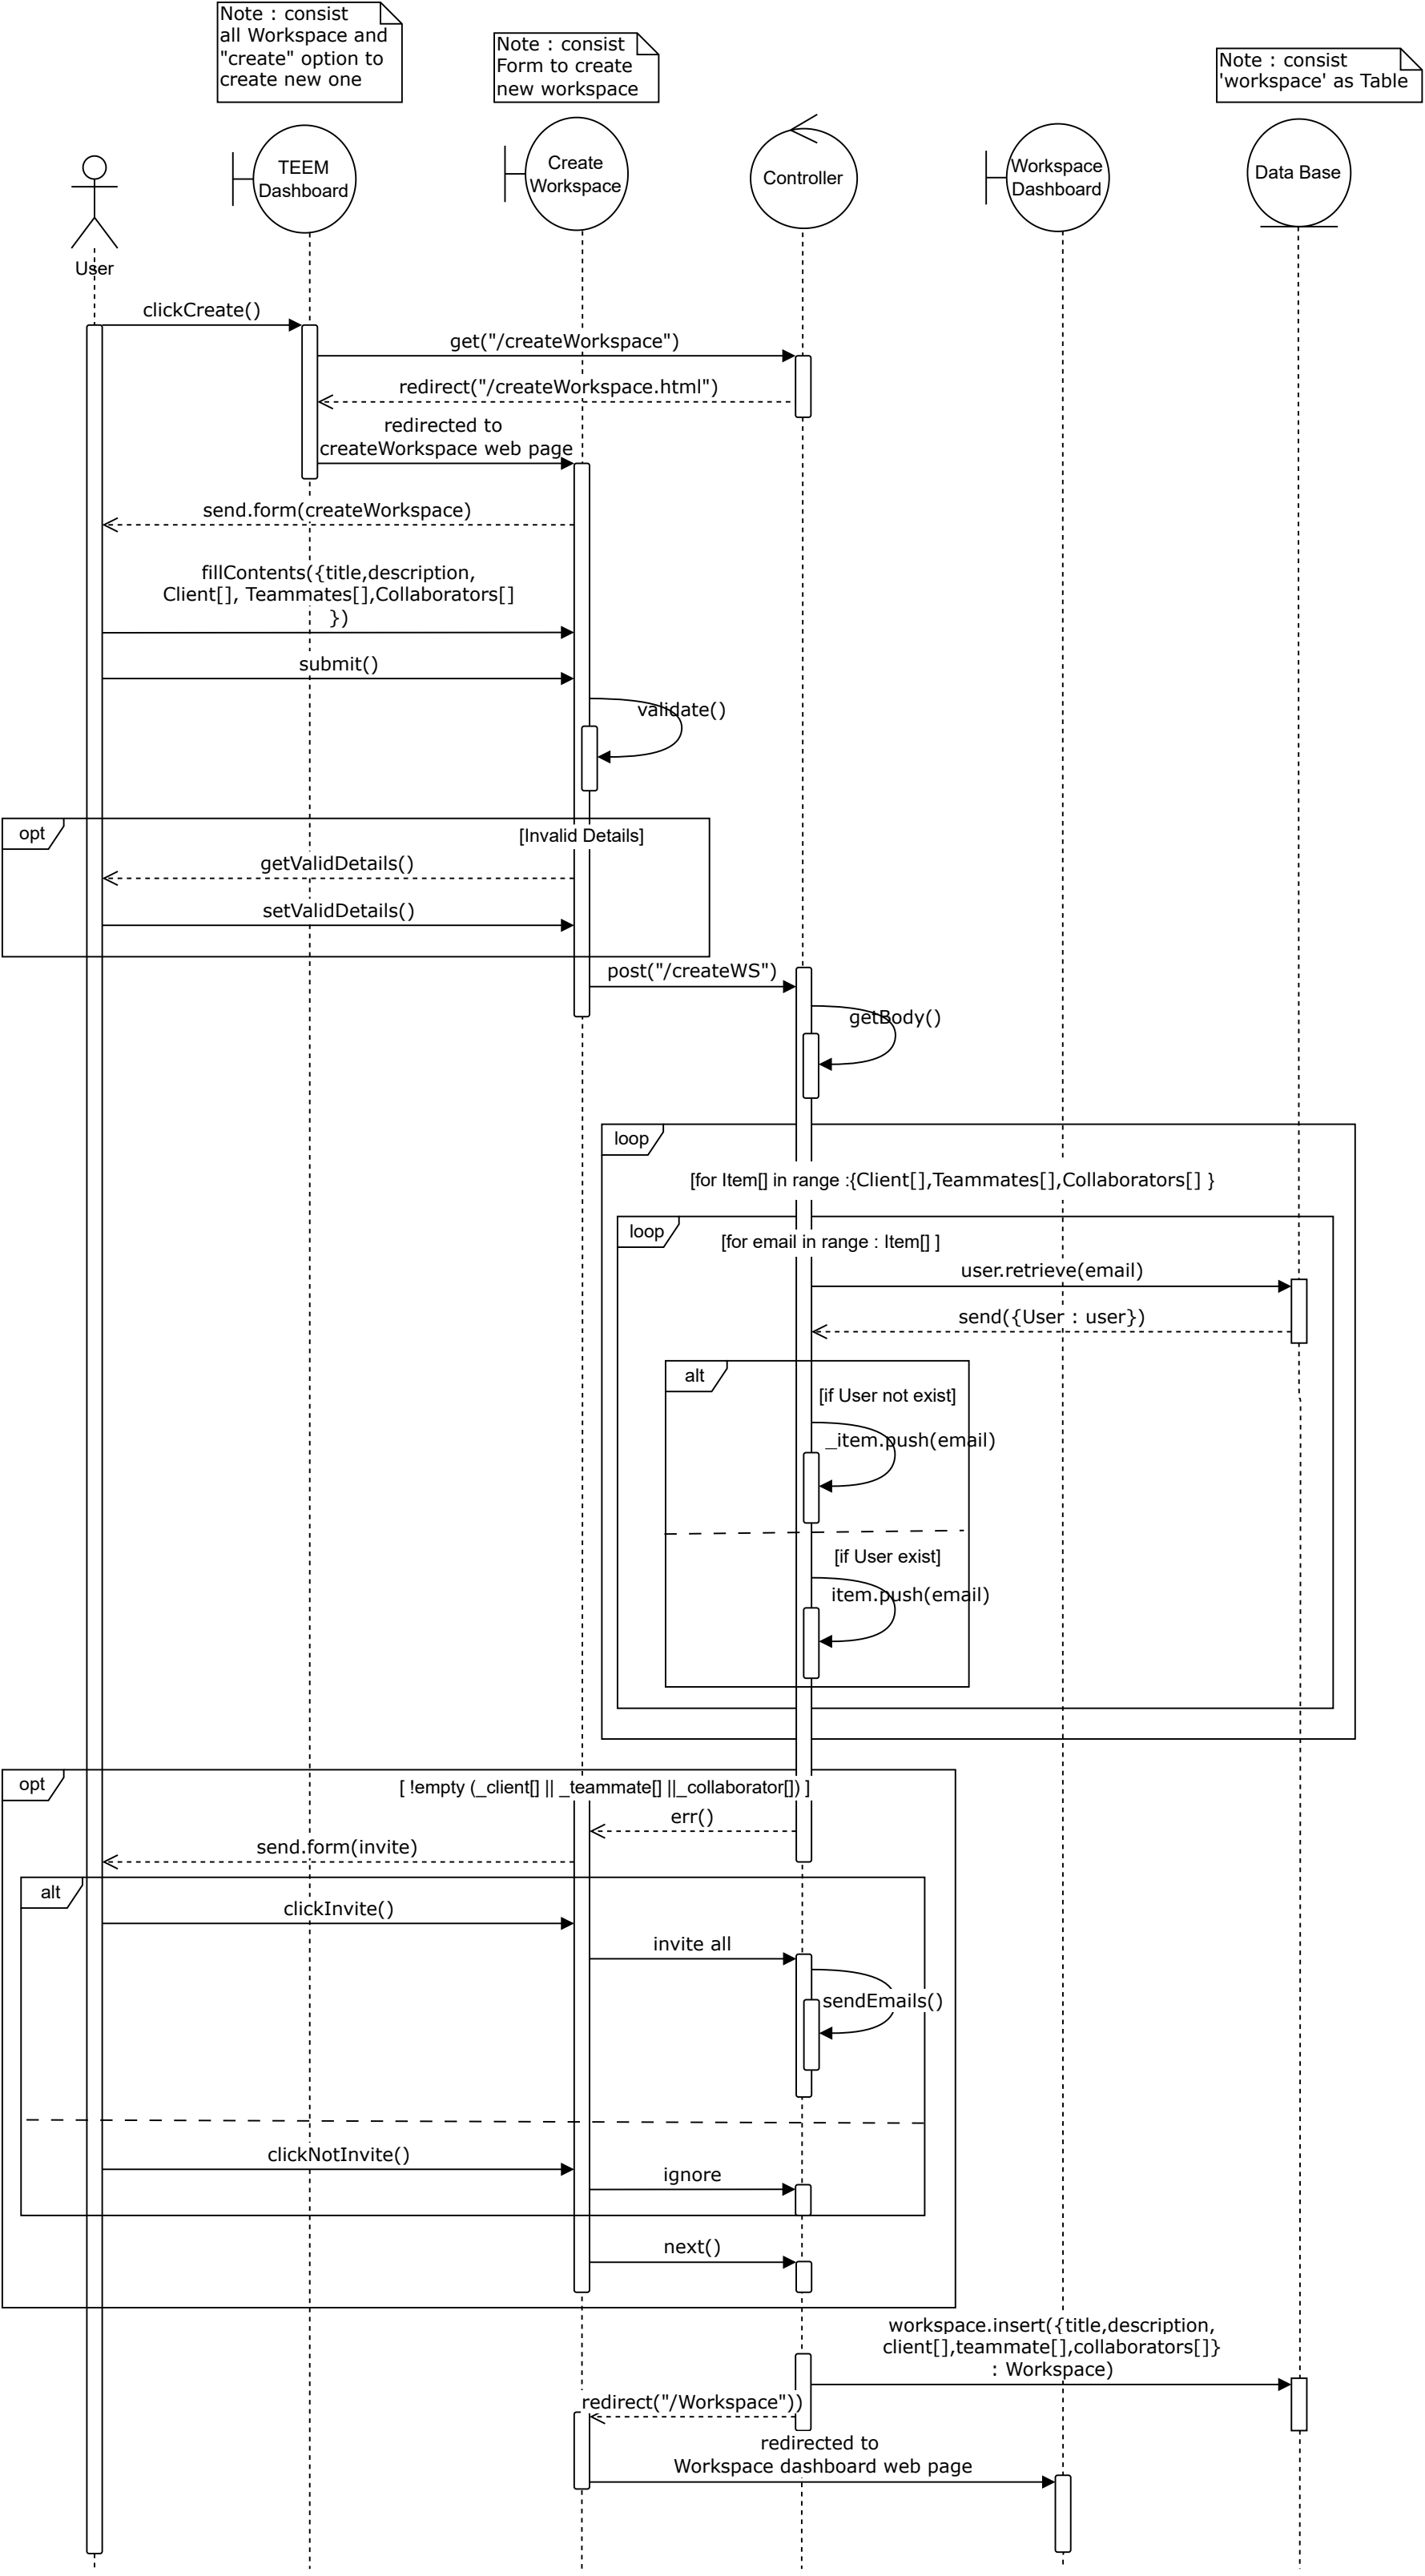 Note : consist
all Workspace and
"create" option to
create new one
Note : consist
Form to create
new workspace
Note : consist
'workspace' as Table
User
TEEM
Dashboard
Create
Workspace
Controller
Workspace
Dashboard
Data Base
clickCreate()
get("/createWorkspace")
redirect("/createWorkspace.html")
redirected to
createWorkspace web page
send.form(createWorkspace)
fillContents({title,description,
Client[], Teammates[],Collaborators[]
})
submit()
validate()
opt
[Invalid Details]
getValidDetails()
setValidDetails()
post("/createWS")
getBody()
loop
[for Item[] in range :{Client[],Teammates[],Collaborators[] }
loop
[for email in range : Item[] ]
user.retrieve(email)
send({User : user})
alt
[if User not exist]
_item.push(email)
[if User exist]
item.push(email)
opt
[ !empty (_client[] || _teammate[] ||_collaborator[]) ]
err()
send.form(invite)
alt
clickInvite()
invite all
sendEmails()
clickNotInvite()
ignore
next()
workspace.insert({title,description,
client[],teammate[],collaborators[]}
: Workspace)
redirect("/Workspace"))
redirected to
Workspace dashboard web page